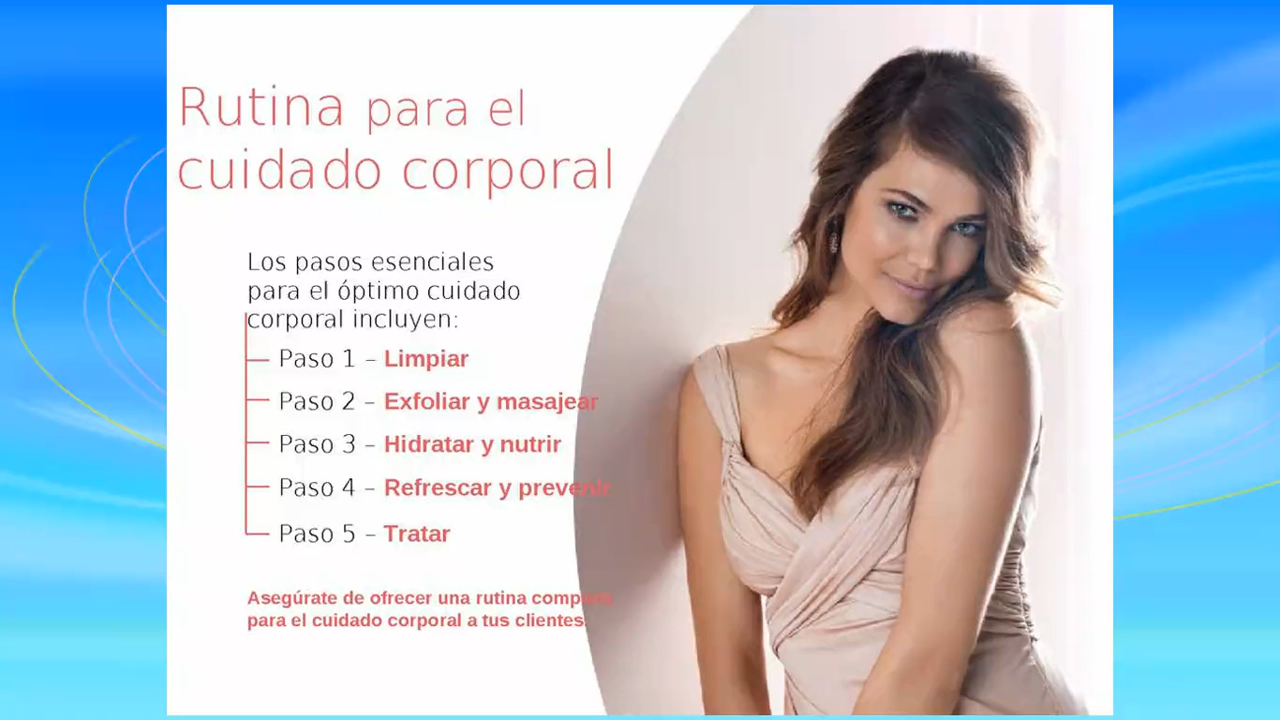 Rutina para el
cuidado corporal
Los pasos esenciales
para el óptimo cuidado
corporal incluyen:
Paso 1 – Limpiar
Paso 2 – Exfoliar y masajear
Paso 3 – Hidratar y nutrir
Paso 4 – Refrescar y prevenir
Paso 5 – Tratar
Asegúrate de ofrecer una rutina completa
para el cuidado corporal a tus clientes.